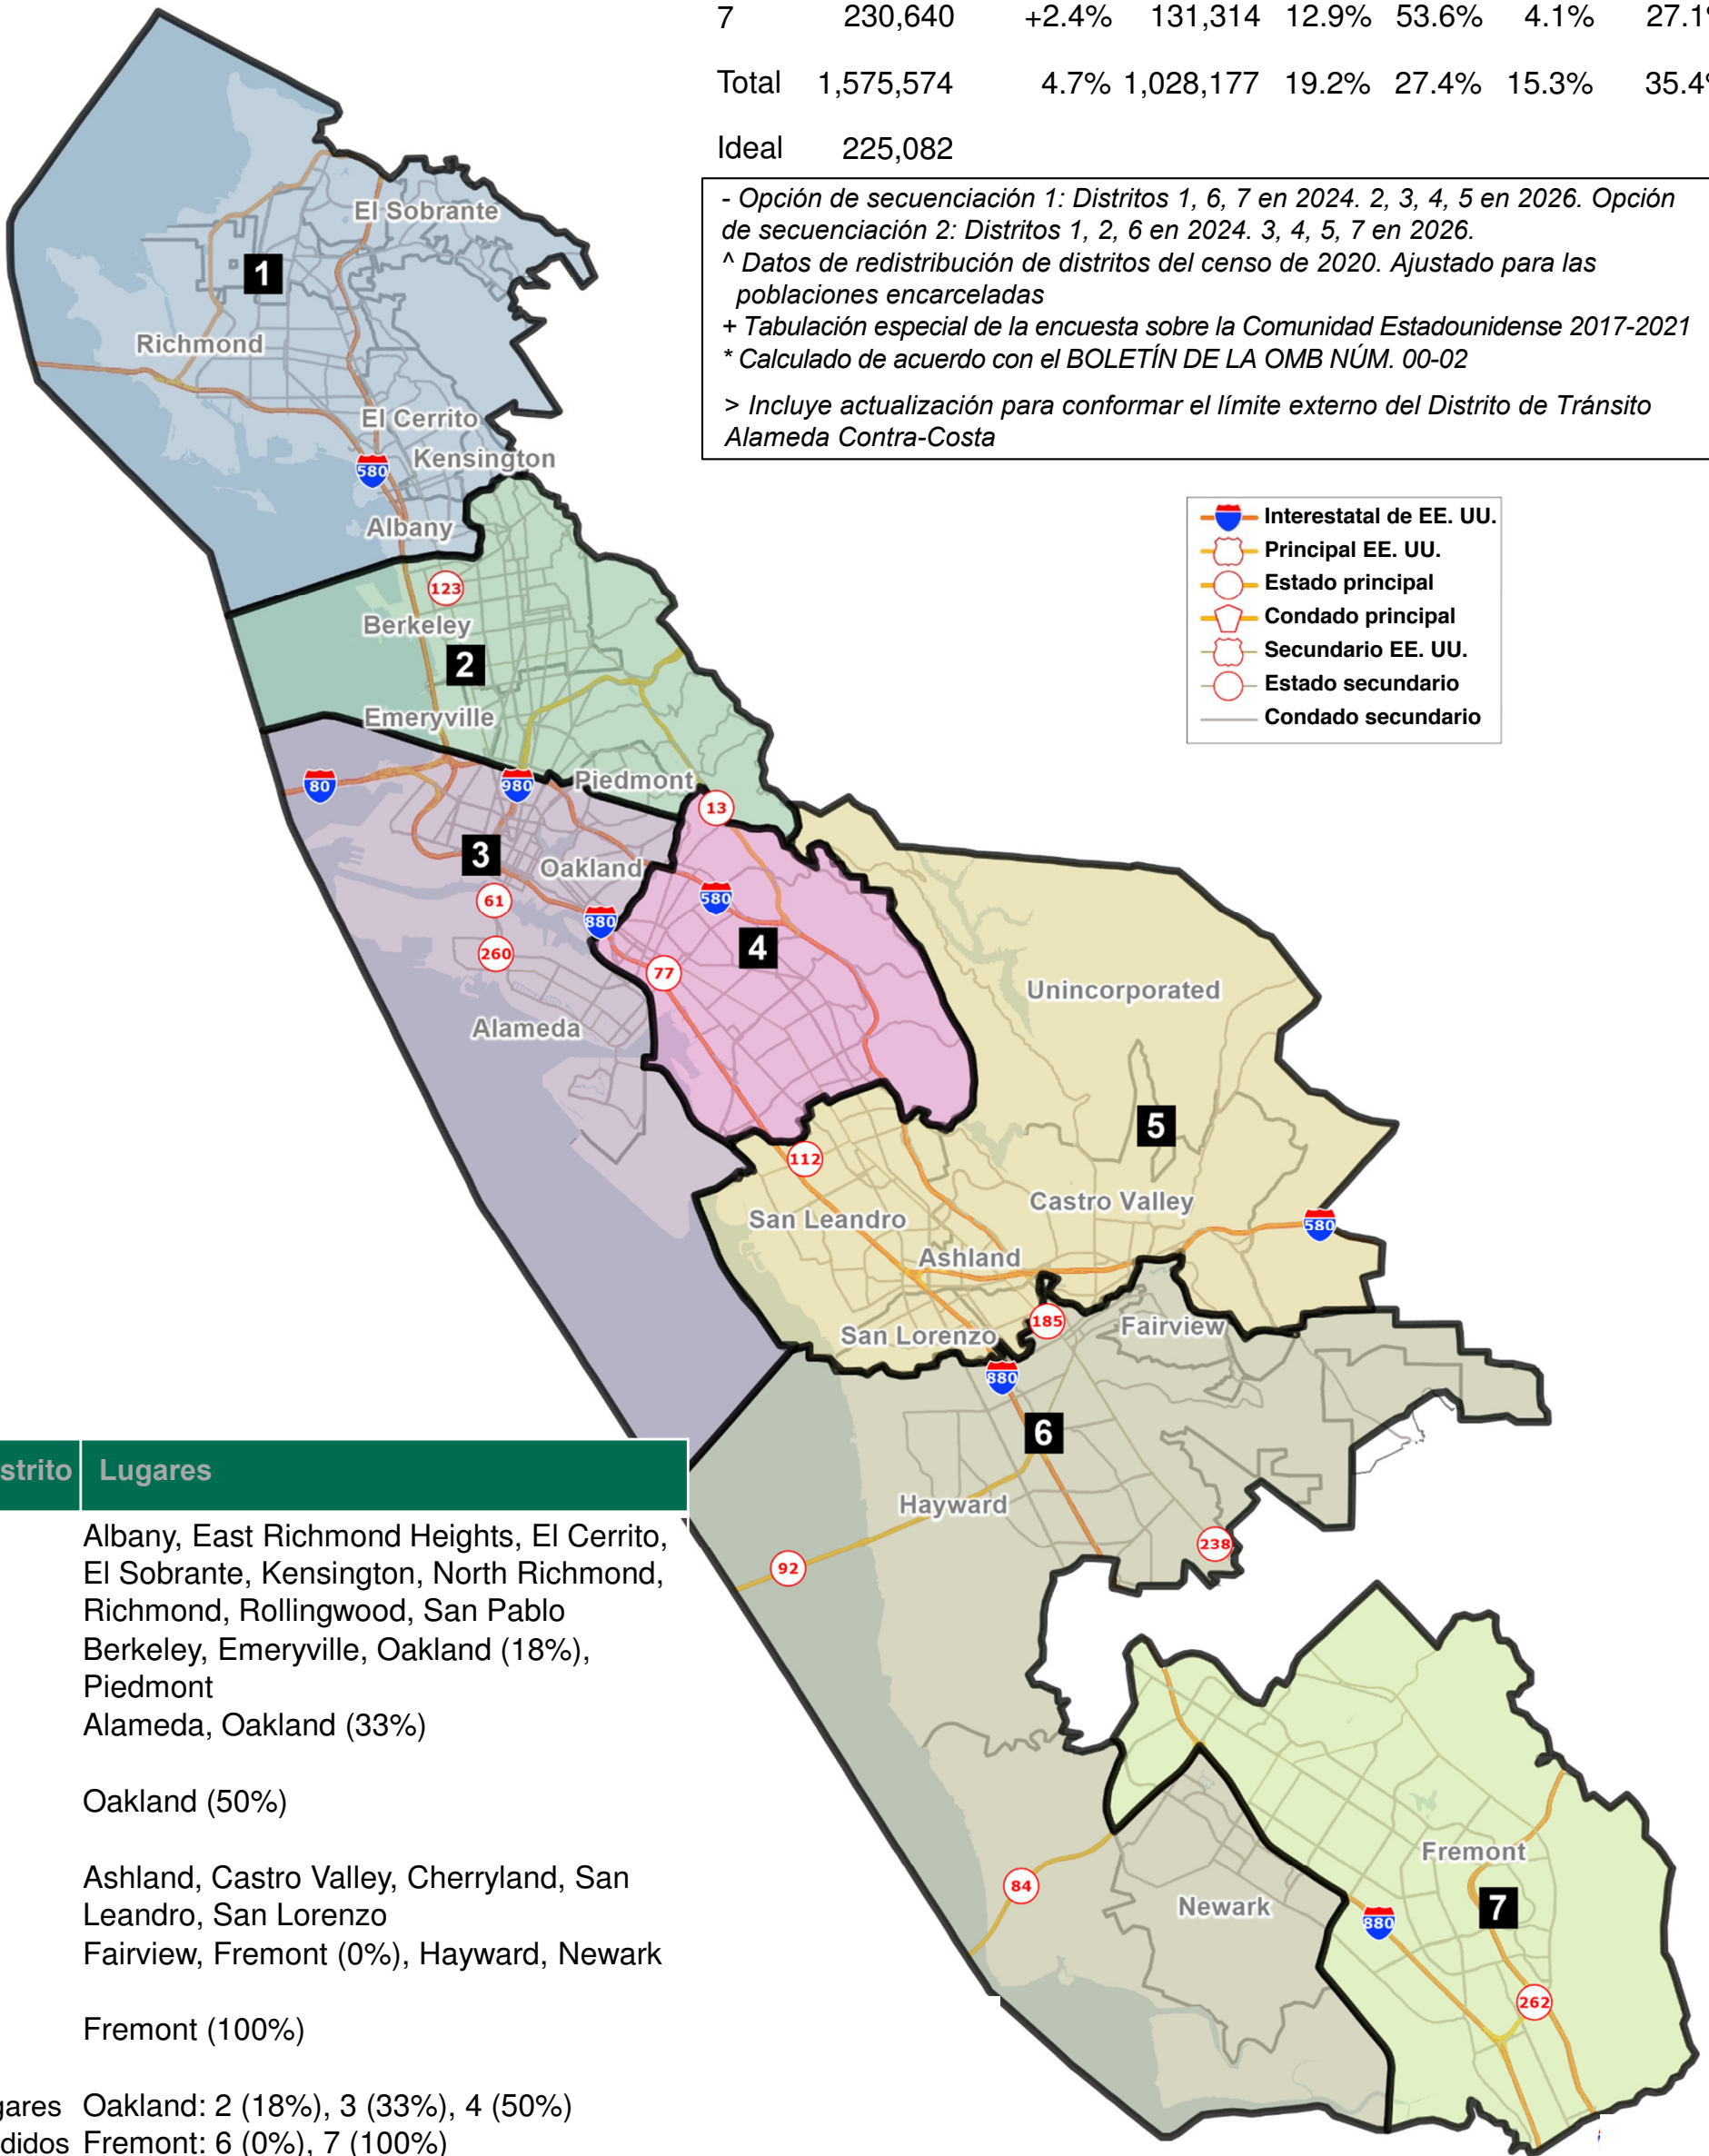 7 230,640 +2.4% 131,314 12.9% 53.6% 4.1% 27.1%
Total 1,575,574 4.7% 1,028,177 19.2% 27.4% 15.3% 35.4%
Ideal 225,082
- Opción de secuenciación 1: Distritos 1, 6, 7 en 2024. 2, 3, 4, 5 en 2026. Opción
de secuenciación 2: Distritos 1, 2, 6 en 2024. 3, 4, 5, 7 en 2026.
^ Datos de redistribución de distritos del censo de 2020. Ajustado para las
poblaciones encarceladas
+ Tabulación especial de la encuesta sobre la Comunidad Estadounidense 2017-2021
* Calculado de acuerdo con el BOLETÍN DE LA OMB NÚM. 00-02
> Incluye actualización para conformar el límite externo del Distrito de Tránsito
Alameda Contra-Costa
Interestatal de EE. UU.
Principal EE. UU.
Estado principal
Condado principal
Secundario EE. UU.
Estado secundario
Condado secundario
El Sobrante
1
Richmond
El Cerrito
Kensington
580
Albany
123
Berkeley
2
Emeryville
Piedmont
80
980
13
3
Oakland
580
61
880
4
260
77
Unincorporated
Alameda
5
112
Castro Valley
San Leandro
580
Ashland
185
Fairview
San Lorenzo
880
6
Hayward
238
92
Fremont
84
Newark
7
880
262
strito Lugares
Albany, East Richmond Heights, El Cerrito,
El Sobrante, Kensington, North Richmond,
Richmond, Rollingwood, San Pablo
Berkeley, Emeryville, Oakland (18%),
Piedmont
Alameda, Oakland (33%)
Oakland (50%)
Ashland, Castro Valley, Cherryland, San
Leandro, San Lorenzo
Fairview, Fremont (0%), Hayward, Newark
Fremont (100%)
gares Oakland: 2 (18%), 3 (33%), 4 (50%)
didos Fremont: 6 (0%), 7 (100%)